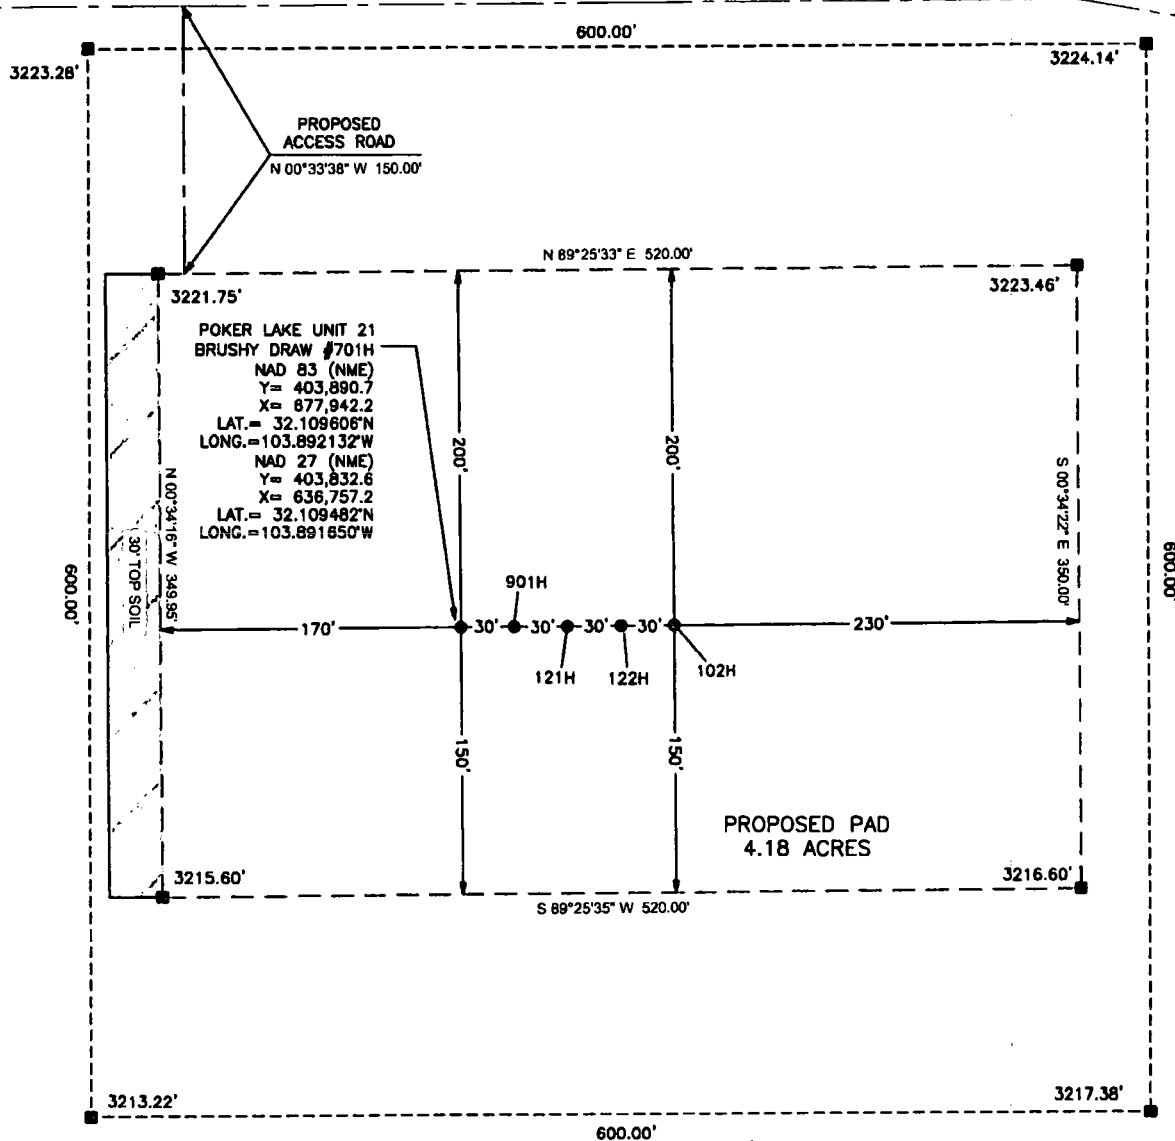 600.00'
3223.28'
3224.14'
PROPOSED
ACCESS ROAD
N 00°33'38" W 150.00'
N 89°25'33" E 520.00'
3221.75'
3223.46'
POKER LAKE UNIT 21
BRUSHY DRAW #701H
NAD 83 (NME)
Y= 403,890.7
X= 677,942.2
LAT.= 32.109606°N
LONG.=103.892132°W
NAD 27 (NME)
Y= 403,832.6
X= 636,757.2
LAT.= 32.109482°N
LONG.=103.891650°W
200'
200'
N 00°34'16" W 349.95'
S 00°34'22" E 350.00'
30' TOP SOIL
600.00'
600.00'
901H
170'
30'
30'
30'
30'
230'
121H
122H
102H
150'
150'
PROPOSED PAD
4.18 ACRES
3215.60'
3216.60'
S 89°25'35" W 520.00'
3213.22'
3217.38'
600.00'